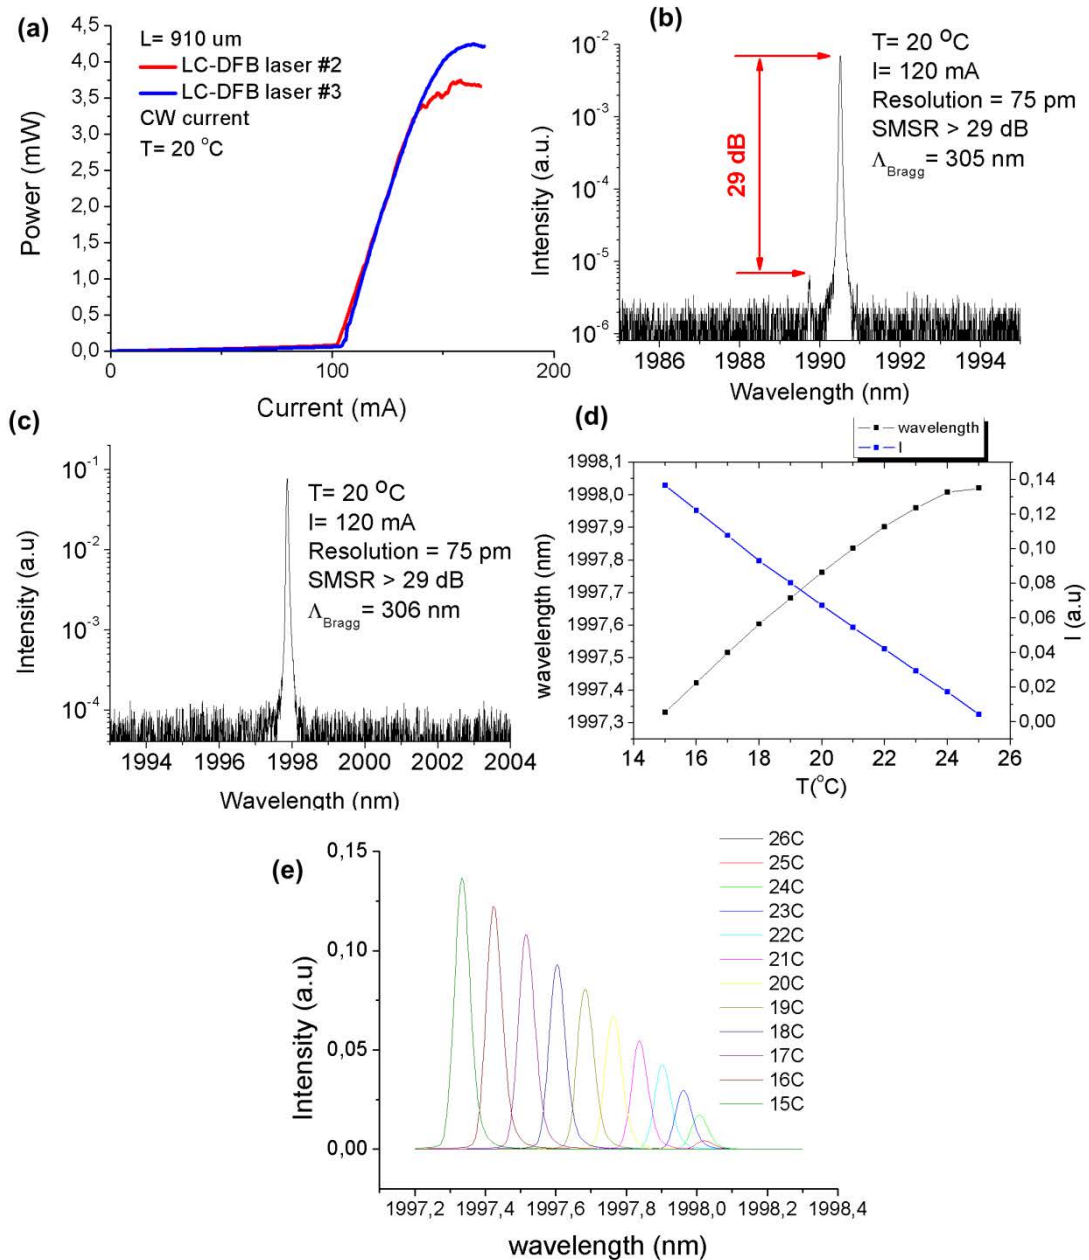 (a)
4,5
4,0
3,5
3,0
2,5
2,0
1,5
1,0
0,5
0,0
Power (mW)
L= 910 um
LC-DFB laser #2
LC-DFB laser #3
CW current
T= 20 °C
0
100
200
Current (mA)
(b)
10⁻²
10⁻³
10⁻⁴
10⁻⁵
10⁻⁶
Intensity (a.u.)
29 dB
T= 20 °C
I= 120 mA
Resolution = 75 pm
SMSR > 29 dB
Λ_Bragg = 305 nm
1986
1988
1990
1992
1994
Wavelength (nm)
(c)
10⁻¹
10⁻²
10⁻³
10⁻⁴
Intensity (a.u)
T= 20 °C
I= 120 mA
Resolution = 75 pm
SMSR > 29 dB
Λ_Bragg = 306 nm
1994
1996
1998
2000
2002
2004
Wavelength (nm)
(d)
wavelength
I
1998,1
1998,0
1997,9
1997,8
1997,7
1997,6
1997,5
1997,4
1997,3
wavelength (nm)
0,14
0,12
0,10
0,08
0,06
0,04
0,02
0,00
I (a.u)
14
16
18
20
22
24
26
T(°C)
(e)
0,15
0,10
0,05
0,00
Intensity (a.u)
26C
25C
24C
23C
22C
21C
20C
19C
18C
17C
16C
15C
1997,2
1997,4
1997,6
1997,8
1998,0
1998,2
1998,4
wavelength (nm)